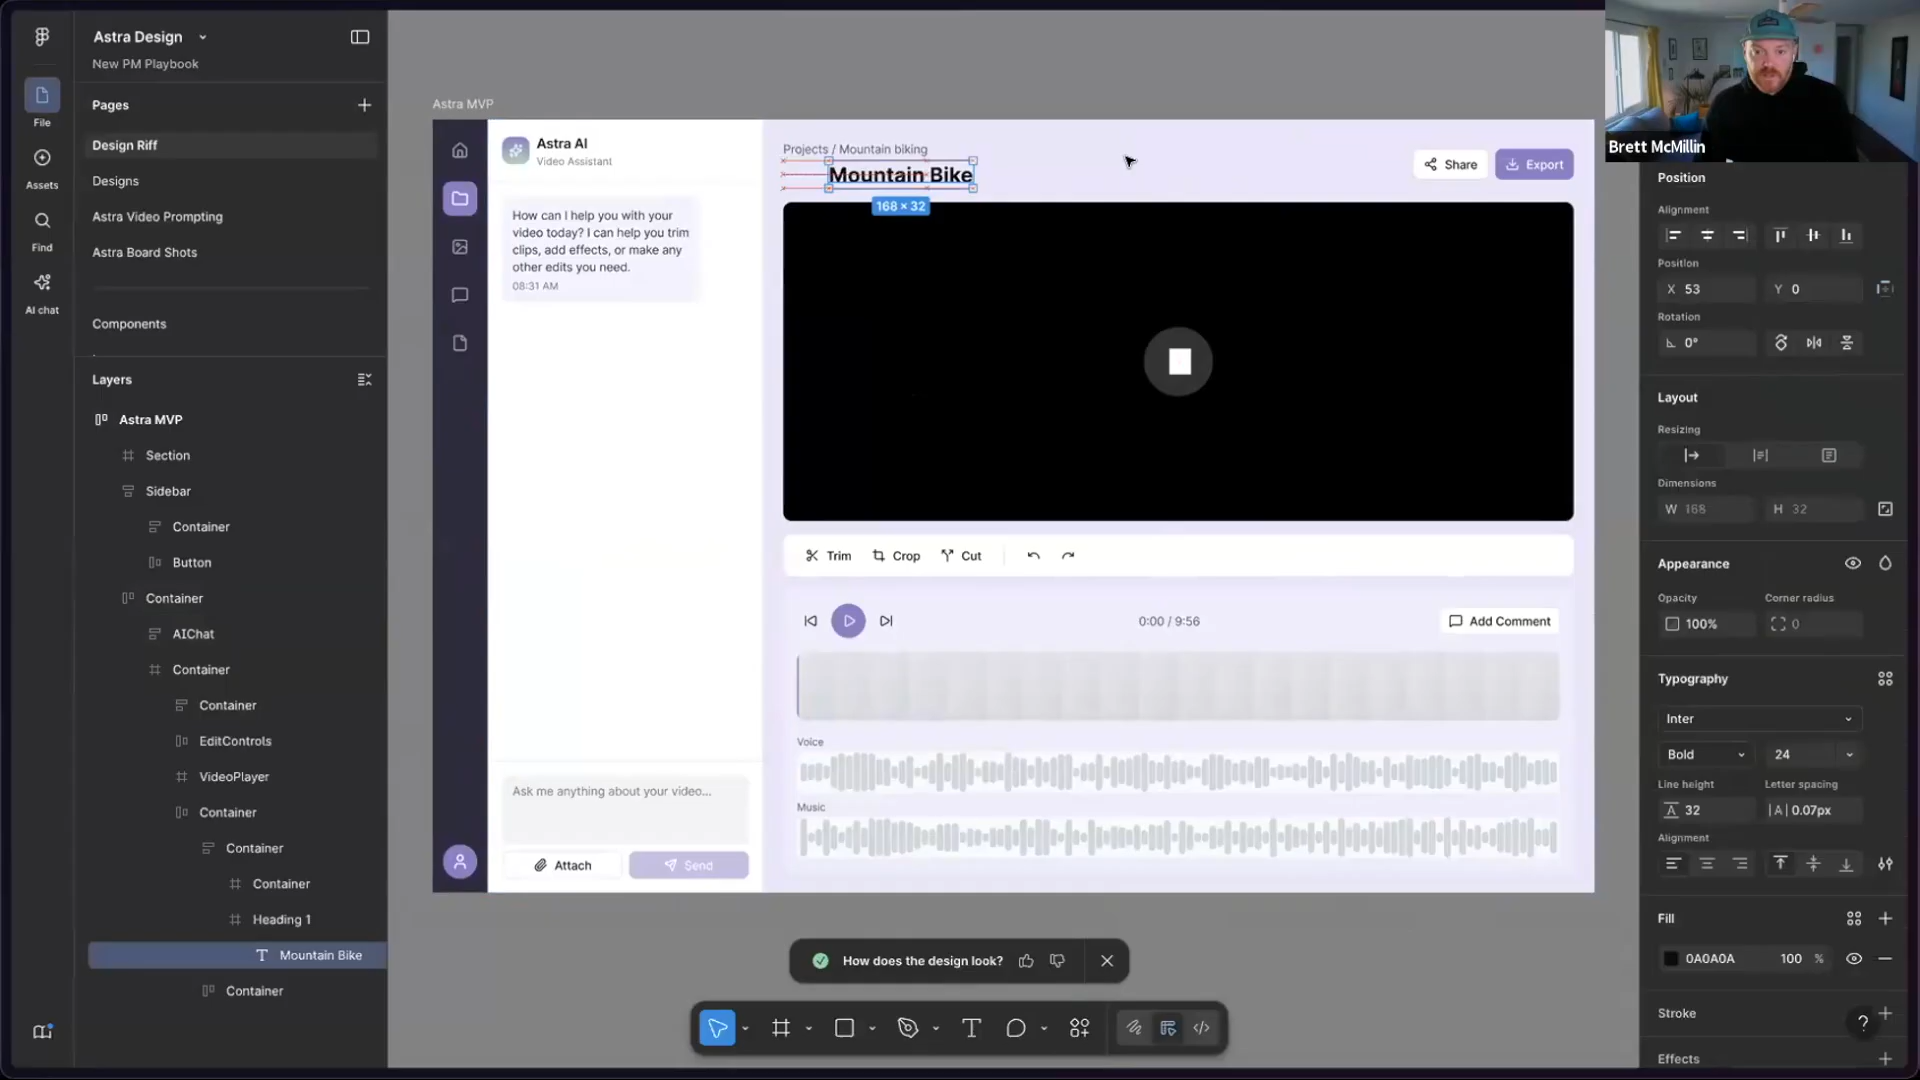 Astra Design
New PM Playbook
File
Assets
Find
AI chat
Pages
Design Riff
Designs
Astra Video Prompting
Astra Board Shots
Components
Layers
Astra MVP
Section
Sidebar
Container
Button
Container
AIChat
Container
Container
EditControls
VideoPlayer
Container
Container
Container
Heading 1
Mountain Bike
Container
Astra MVP
Astra AI
Video Assistant
How can I help you with your
video today? I can help you trim
clips, add effects, or make any
other edits you need.
08:31 AM
Ask me anything about your video...
Attach
Send
Projects / Mountain biking
Mountain Bike
168 × 32
Share
Export
Trim
Crop
Cut
0:00 / 9:56
Add Comment
Voice
Music
How does the design look?
Brett McMillin
Position
Alignment
Position
X 53
Y 0
Rotation
0°
Layout
Resizing
Dimensions
W 168
H 32
Appearance
Opacity
Corner radius
100%
0
Typography
Inter
Bold
24
Line height
Letter spacing
32
|A| 0.07px
Alignment
Fill
0A0A0A
100 %
Stroke
?
Effects